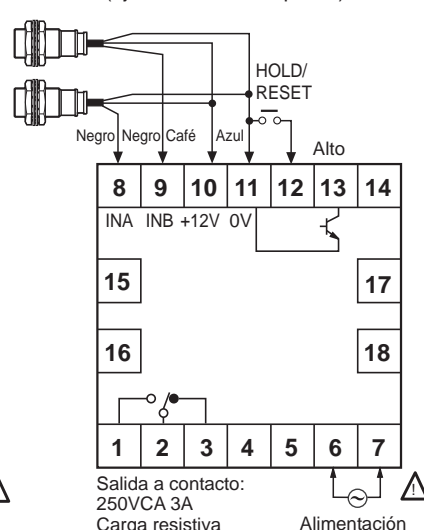 HOLD/
RESET
Negro Negro Café Azul
Alto
8 9 10 11 12 13 14
INA INB +12V 0V
15 17
16 18
1 2 3 4 5 6 7
Salida a contacto:
250VCA 3A
Carga resistiva Alimentación